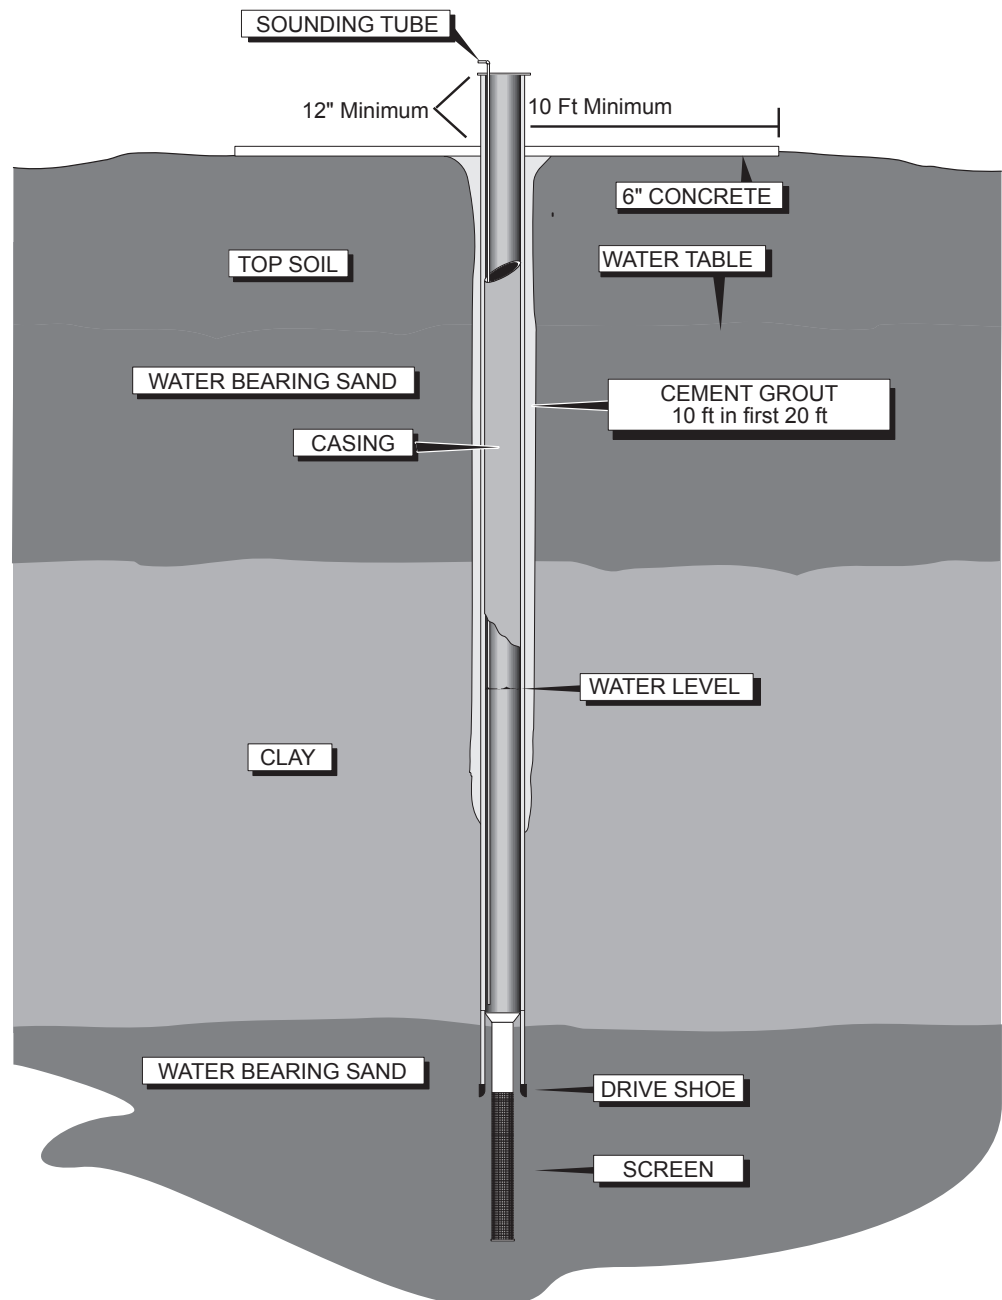 SOUNDING TUBE
12" Minimum
10 Ft Minimum
6" CONCRETE
TOP SOIL
WATER TABLE
WATER BEARING SAND
CEMENT GROUT
10 ft in first 20 ft
CASING
WATER LEVEL
CLAY
WATER BEARING SAND
DRIVE SHOE
SCREEN